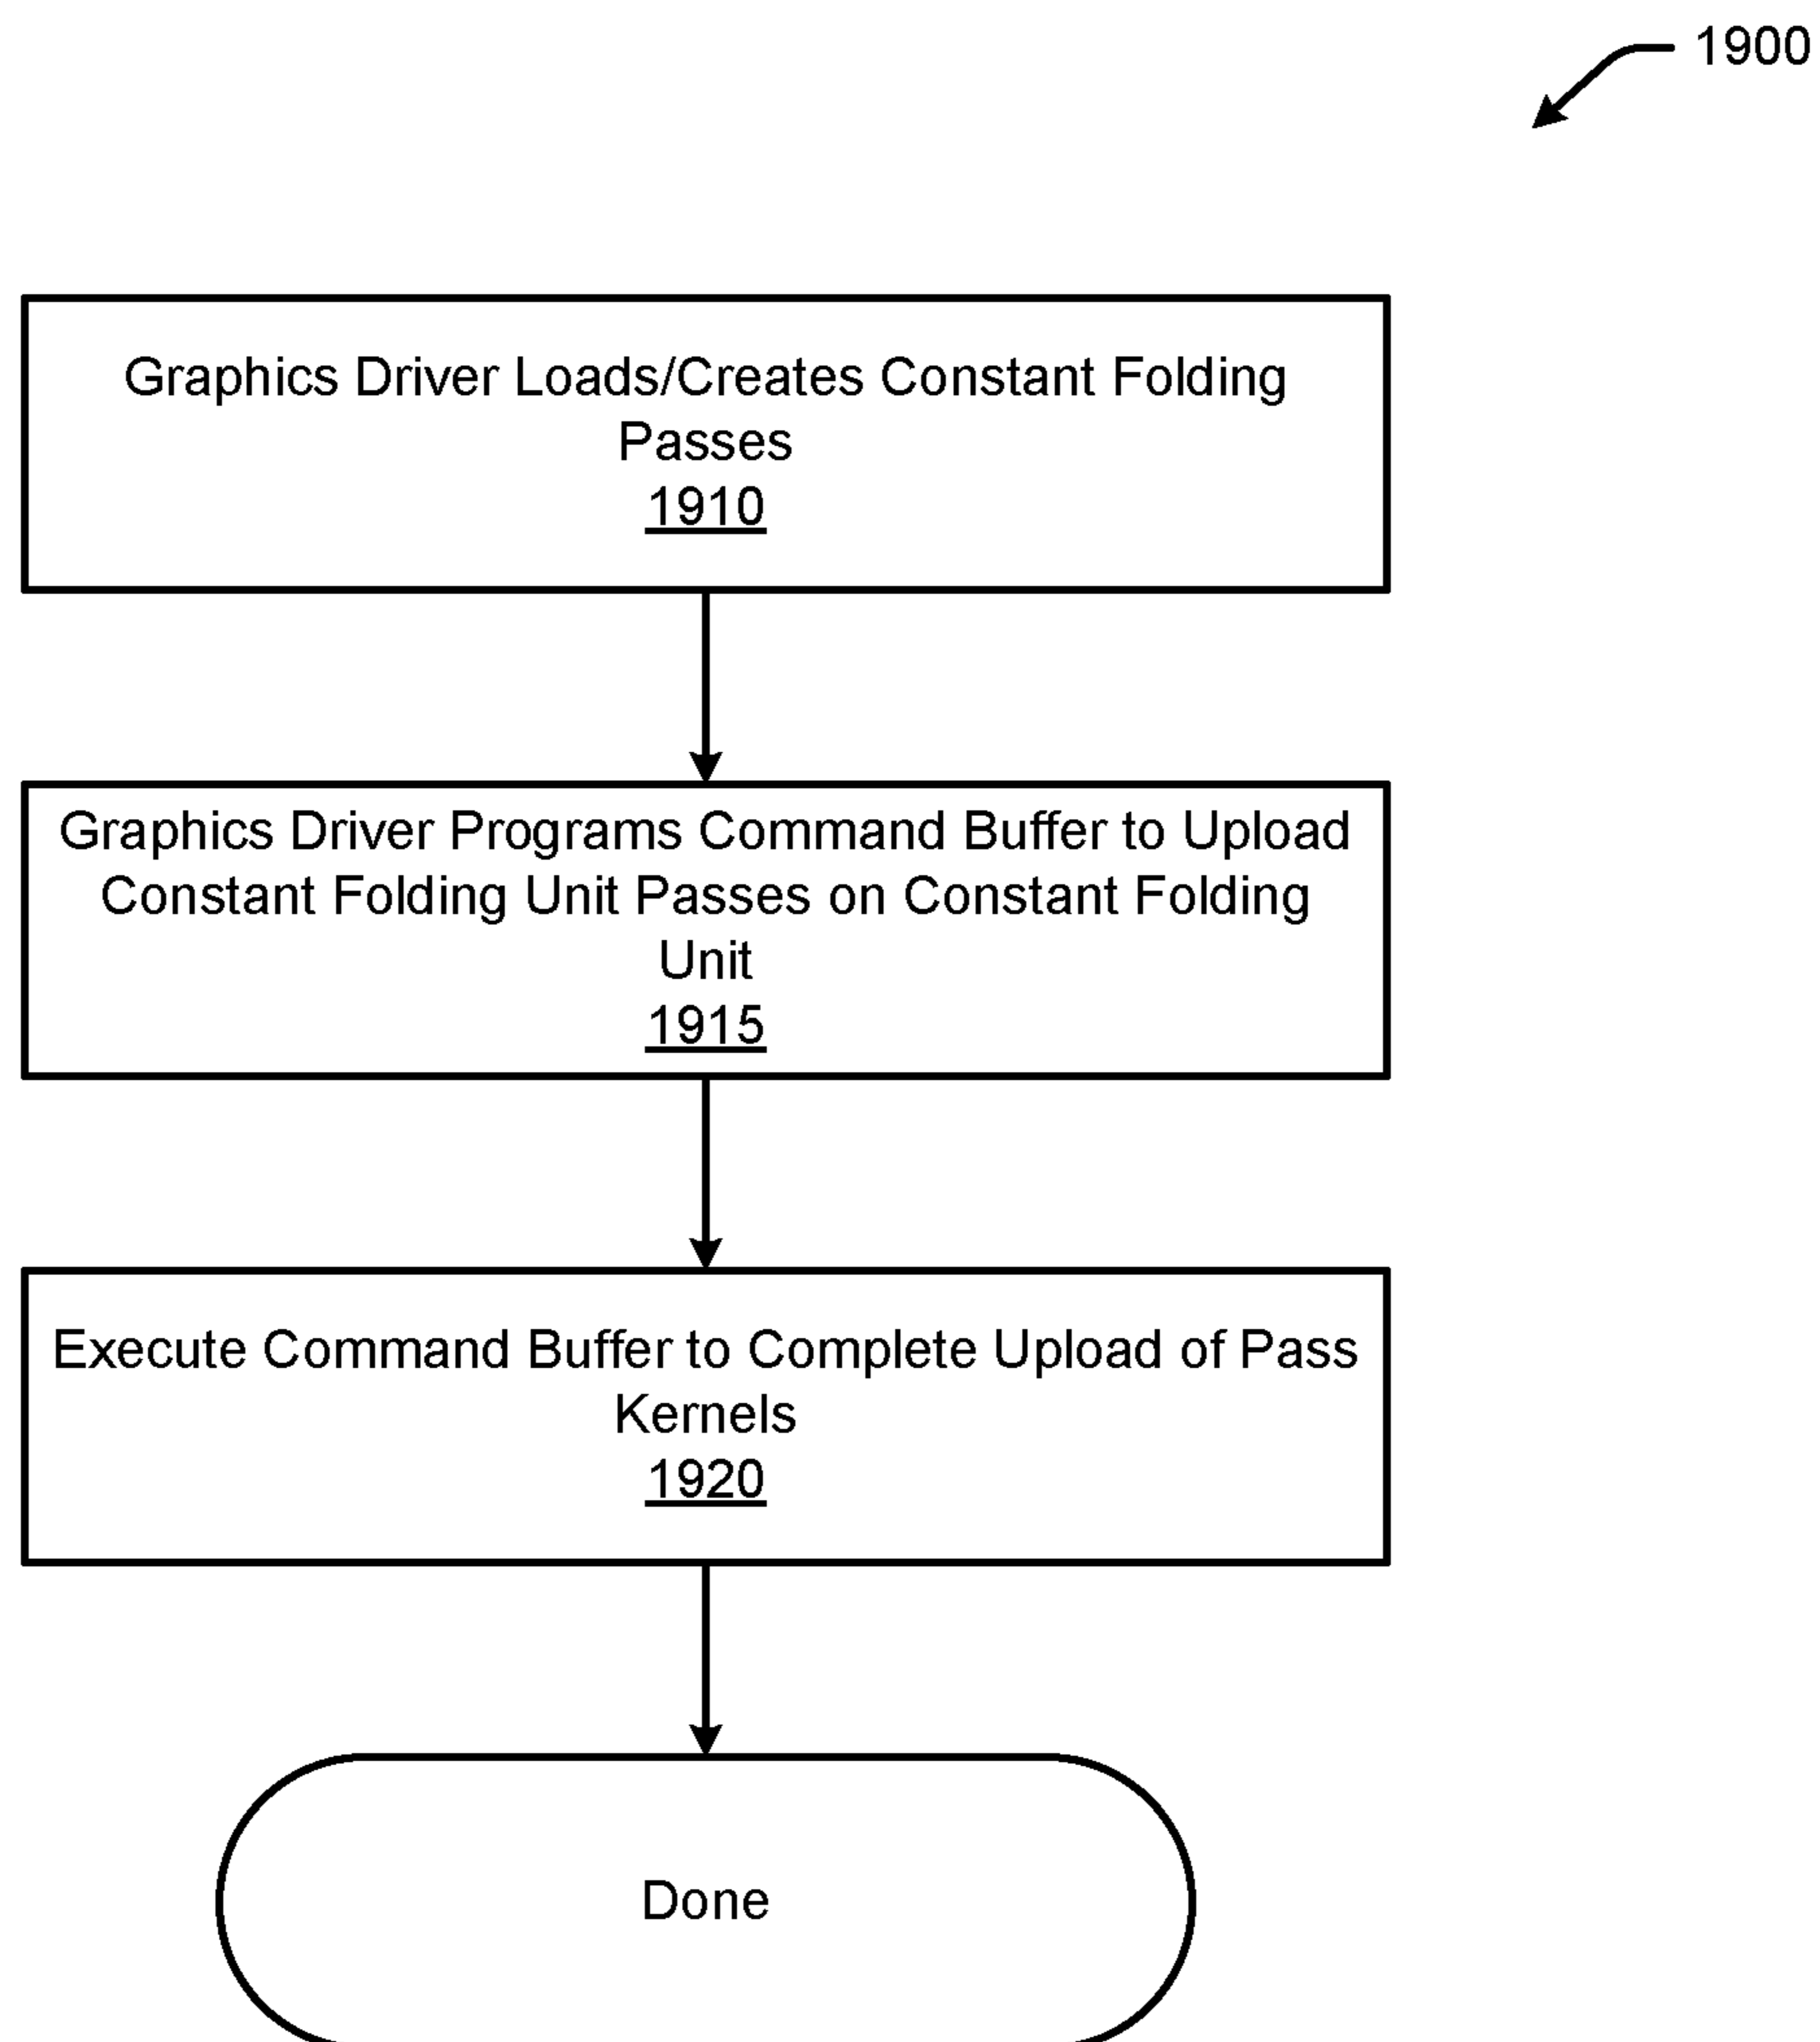 1900
Graphics Driver Loads/Creates Constant Folding
Passes
1910
Graphics Driver Programs Command Buffer to Upload
Constant Folding Unit Passes on Constant Folding
Unit
1915
Execute Command Buffer to Complete Upload of Pass
Kernels
1920
Done